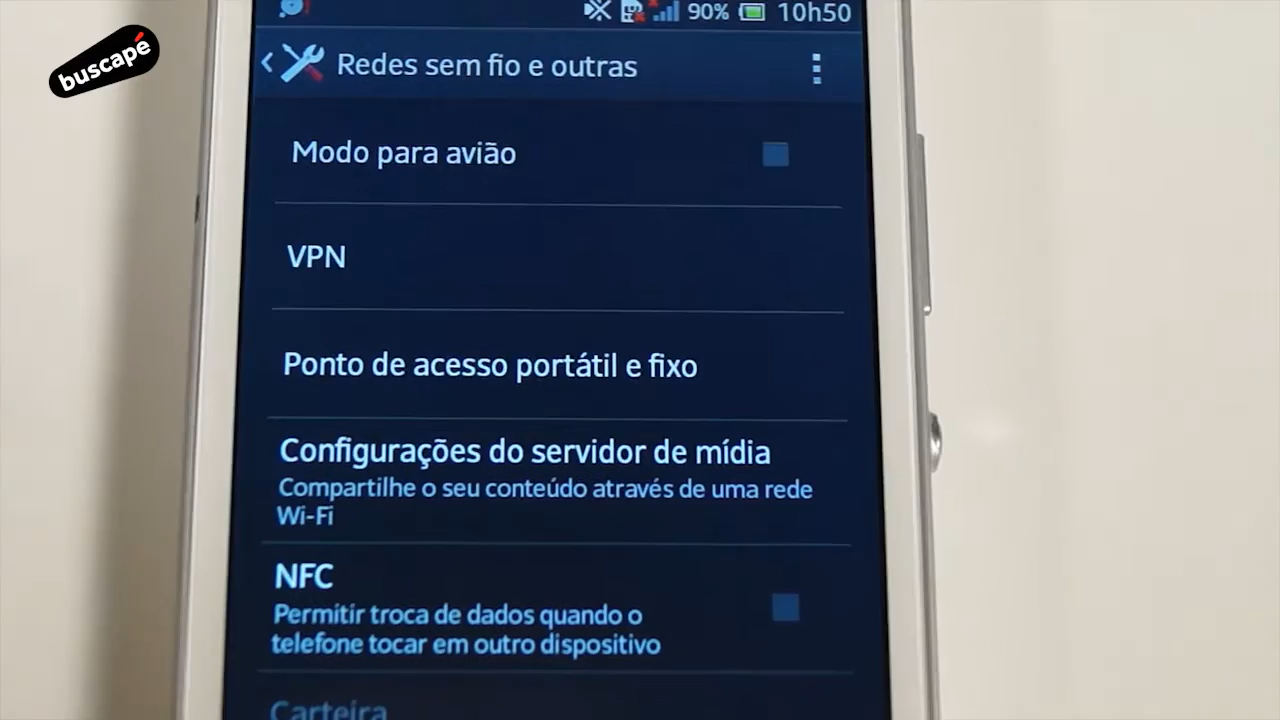 buscapé
90% 10h50
Redes sem fio e outras
Modo para avião
VPN
Ponto de acesso portátil e fixo
Configurações do servidor de mídia
Compartilhe o seu conteúdo através de uma rede
Wi-Fi
NFC
Permitir troca de dados quando o
telefone tocar em outro dispositivo
Carteira